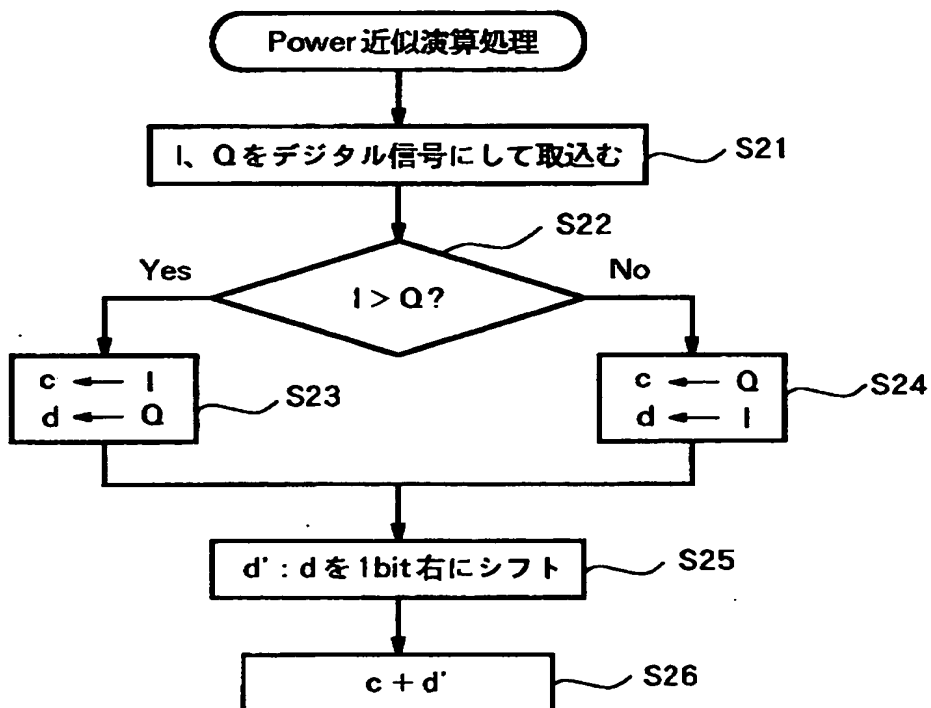 Power近似演算処理
I、Qをデジタル信号にして取込む
S21
S22
Yes
I > Q?
No
c ← I
d ← Q
S23
c ← Q
d ← I
S24
d' : dを1bit右にシフト
S25
c + d'
S26